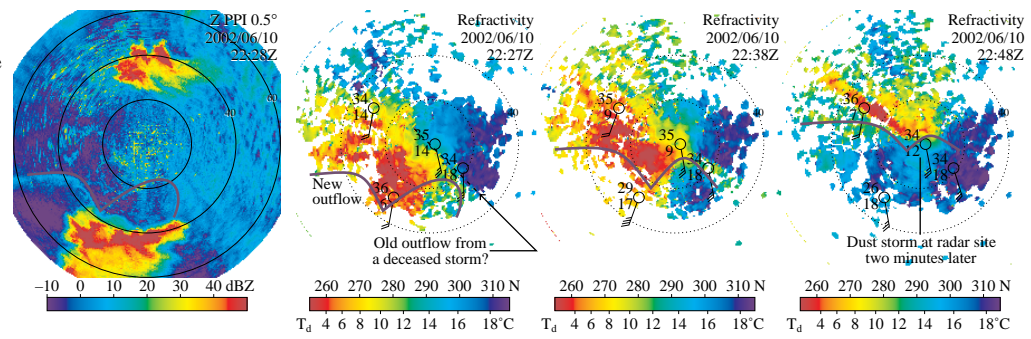 Z PPI 0.5°
2002/06/10
22:28Z
40
60
−10 0 10 20 30 40 dBZ
Refractivity
2002/06/10
22:27Z
40
34
14
35
14
34
18
36
New
outflow
Old outflow from
a deceased storm?
260 270 280 290 300 310 N
Td 4 6 8 10 12 14 16 18°C
Refractivity
2002/06/10
22:38Z
40
35
9
35
9
34
18
29
17
260 270 280 290 300 310 N
Td 4 6 8 10 12 14 16 18°C
Refractivity
2002/06/10
22:48Z
40
36
7
34
12
34
18
26
18
Dust storm at radar site
two minutes later
260 270 280 290 300 310 N
Td 4 6 8 10 12 14 16 18°C